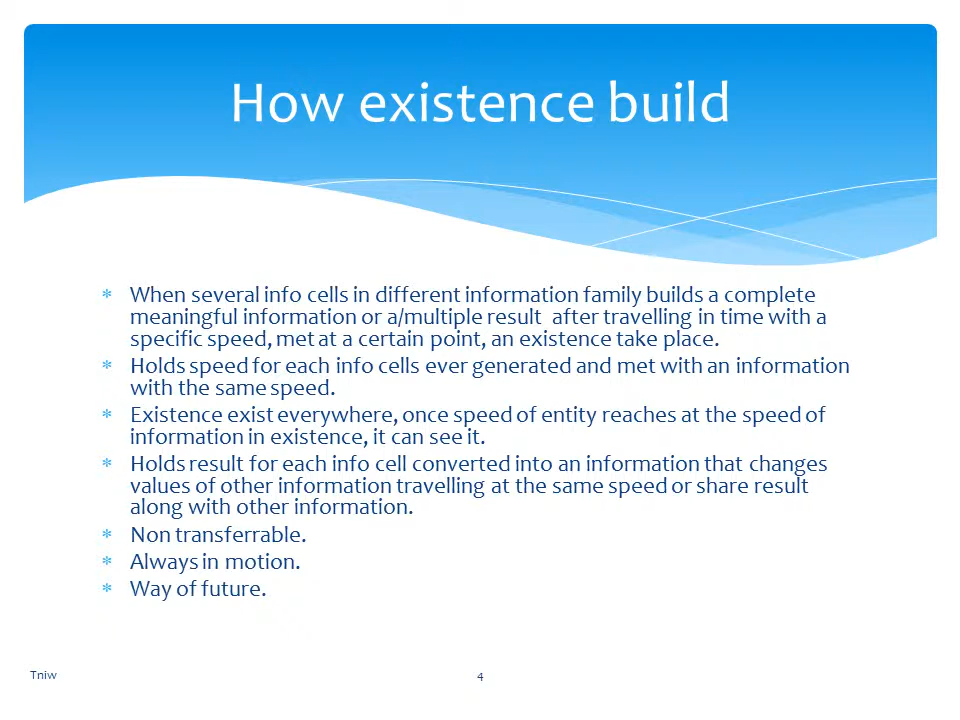 How existence build
* When several info cells in different information family builds a complete
meaningful information or a/multiple result after travelling in time with a
specific speed, met at a certain point, an existence take place.
* Holds speed for each info cells ever generated and met with an information
with the same speed.
* Existence exist everywhere, once speed of entity reaches at the speed of
information in existence, it can see it.
* Holds result for each info cell converted into an information that changes
values of other information travelling at the same speed or share result
along with other information.
* Non transferrable.
* Always in motion.
* Way of future.
Tniw
4